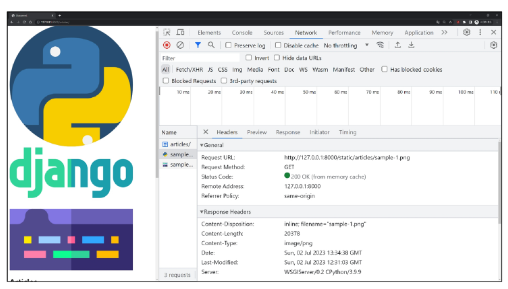 django
Articles
Elements Console Sources Network Performance Memory Application
Preserve log Disable cache No throttling
Filter Invert Hide data URLs
All Fetch/XHR JS CSS Img Media Font Doc WS Wasm Manifest Other Has blocked cookies
Blocked Requests 3rd-party requests
10 ms 20 ms 30 ms 40 ms 50 ms 60 ms 70 ms 80 ms 90 ms 100 ms
Name
articles/
sample...
sample...
3 requests
Headers Preview Response Initiator Timing
General
Request URL: http://127.0.0.1:8000/static/articles/sample-1.png
Request Method: GET
Status Code: 200 OK (from memory cache)
Remote Address: 127.0.0.1:8000
Referrer Policy: same-origin
Response Headers
Content-Disposition: inline; filename="sample-1.png"
Content-Length: 20378
Content-Type: image/png
Date: Sun, 02 Jul 2023 13:34:38 GMT
Last-Modified: Sun, 02 Jul 2023 12:31:03 GMT
Server: WSGIServer/0.2 CPython/3.9.9